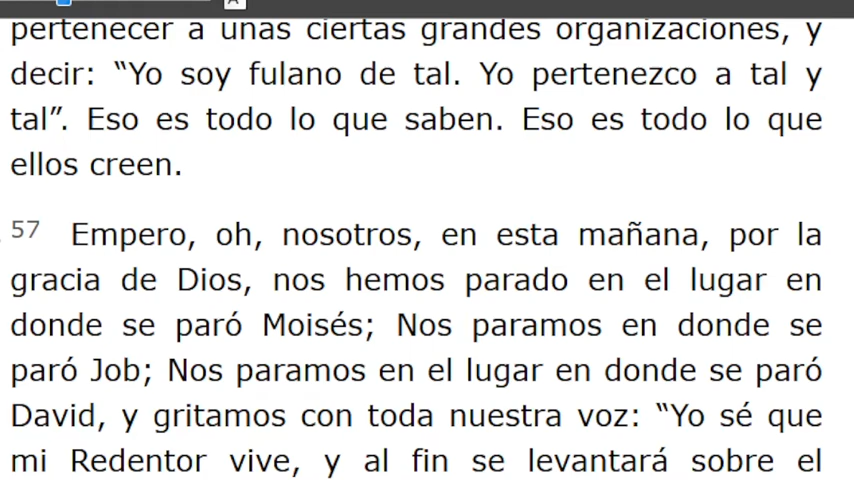 pertenecer a unas ciertas grandes organizaciones, y
decir: “Yo soy fulano de tal. Yo pertenezco a tal y
tal”. Eso es todo lo que saben. Eso es todo lo que
ellos creen.
57 Empero, oh, nosotros, en esta mañana, por la
gracia de Dios, nos hemos parado en el lugar en
donde se paró Moisés; Nos paramos en donde se
paró Job; Nos paramos en el lugar en donde se paró
David, y gritamos con toda nuestra voz: “Yo sé que
mi Redentor vive, y al fin se levantará sobre el